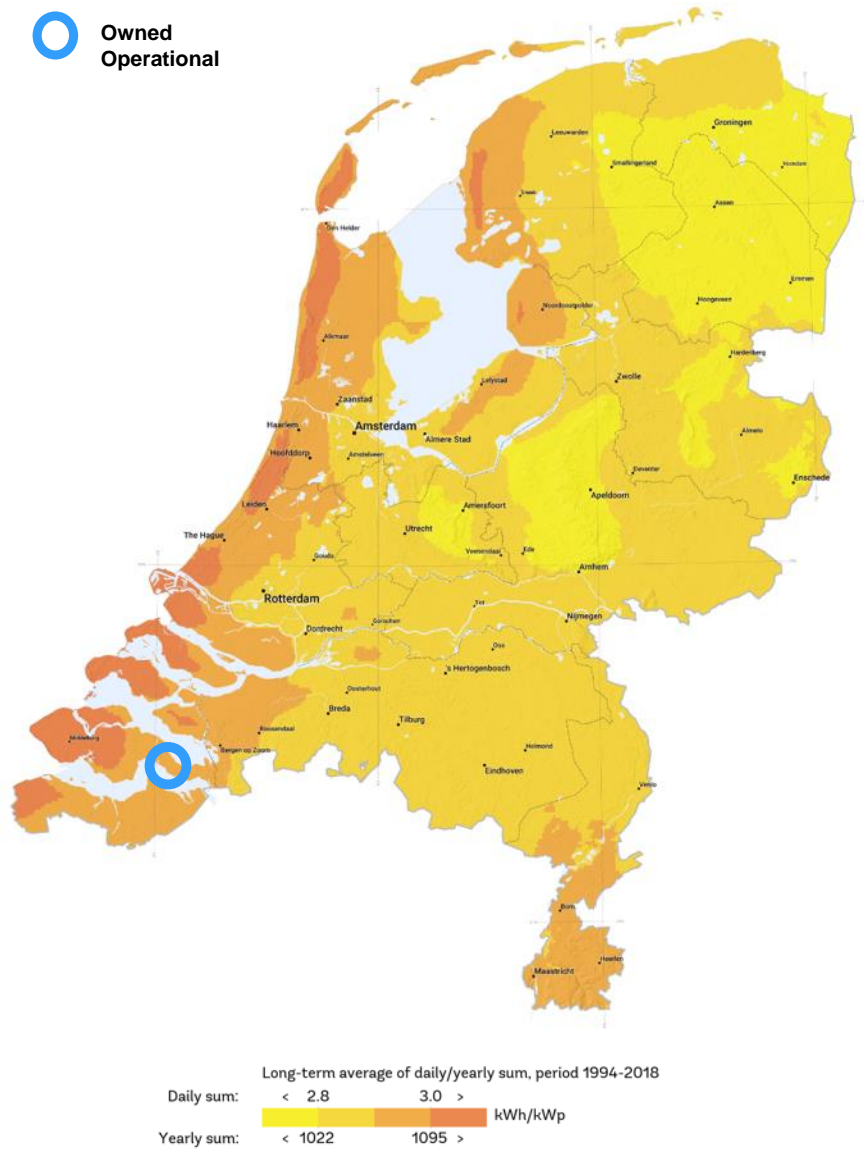 Owned
Operational
Groningen
Leeuwarden
Smallingerland
Veendam
Sneek
Assen
Den Helder
Emmen
Hoogeveen
Noordoostpolder
Alkmaar
Hardenberg
Lelystad
Zwolle
Zaanstad
Haarlem
Amsterdam
Almere Stad
Almelo
Hoofddorp
Amstelveen
Deventer
Enschede
Apeldoorn
Leiden
Amersfoort
The Hague
Utrecht
Gouda
Veenendaal
Ede
Arnhem
Rotterdam
Tiel
Gorinchem
Nijmegen
Dordrecht
Oss
's Hertogenbosch
Oosterhout
Breda
Tilburg
Roosendaal
Middelburg
Bergen op Zoom
Helmond
Eindhoven
Venlo
Born
Heerlen
Maastricht
Long-term average of daily/yearly sum, period 1994-2018
Daily sum: < 2.8 3.0 >
kWh/kWp
Yearly sum: < 1022 1095 >